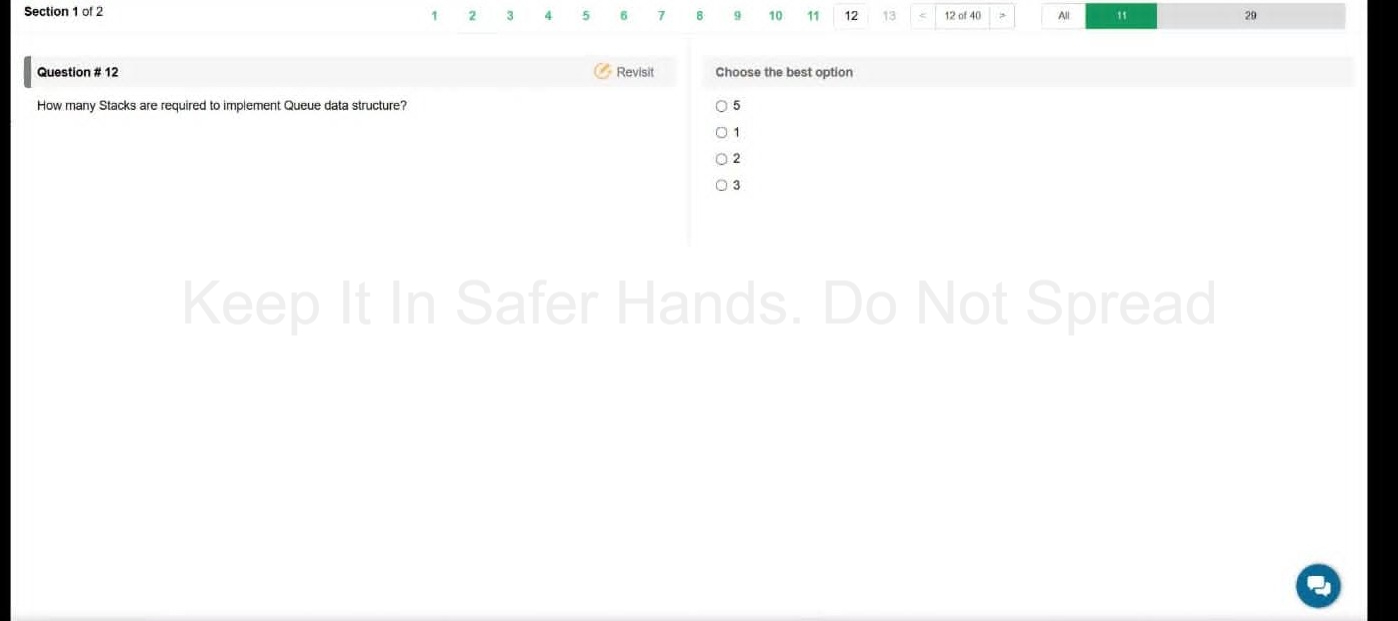 Section 1 of 2
1 2 3 4 5 6 7 8 9 10 11 12 13 < 12 of 40 > All 11 29
Question # 12
Revisit
How many Stacks are required to implement Queue data structure?
Choose the best option
5
1
2
3
Keep It In Safer Hands. Do Not Spread